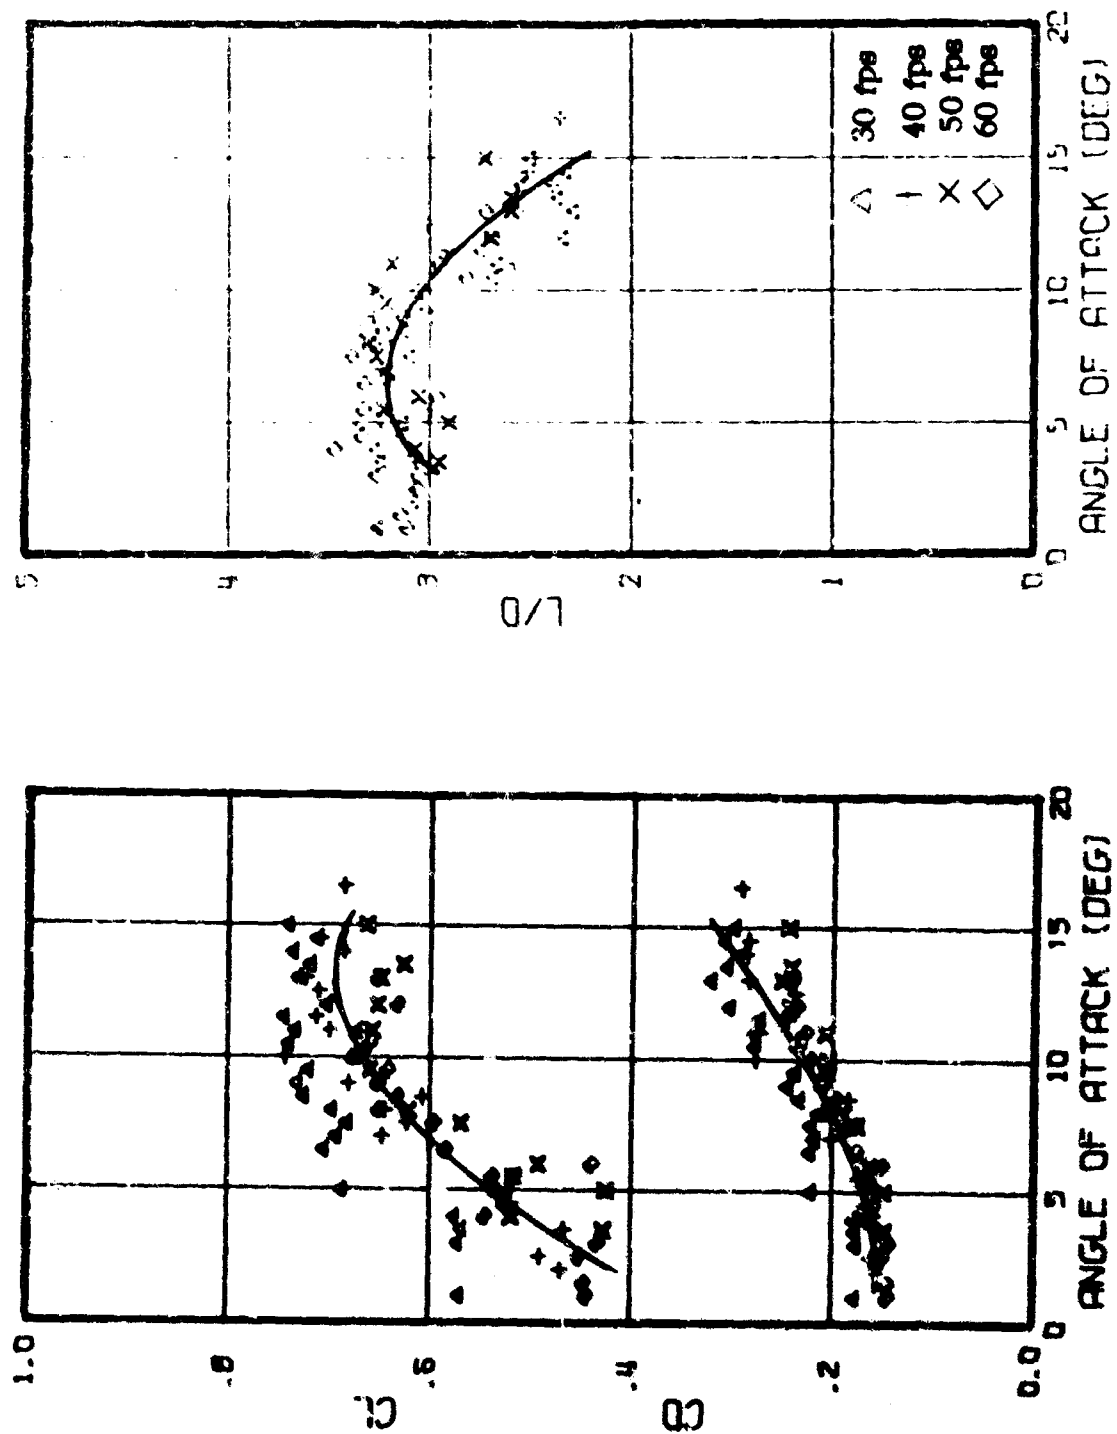 5
4
3
2
1
0
L/D
0
5
10
15
20
ANGLE OF ATTACK (DEG)
△ 30 fps
+ 40 fps
× 50 fps
◇ 60 fps
1.0
.8
.6
.4
.2
0.0
CL
CD
0
5
10
15
20
ANGLE OF ATTACK (DEG)